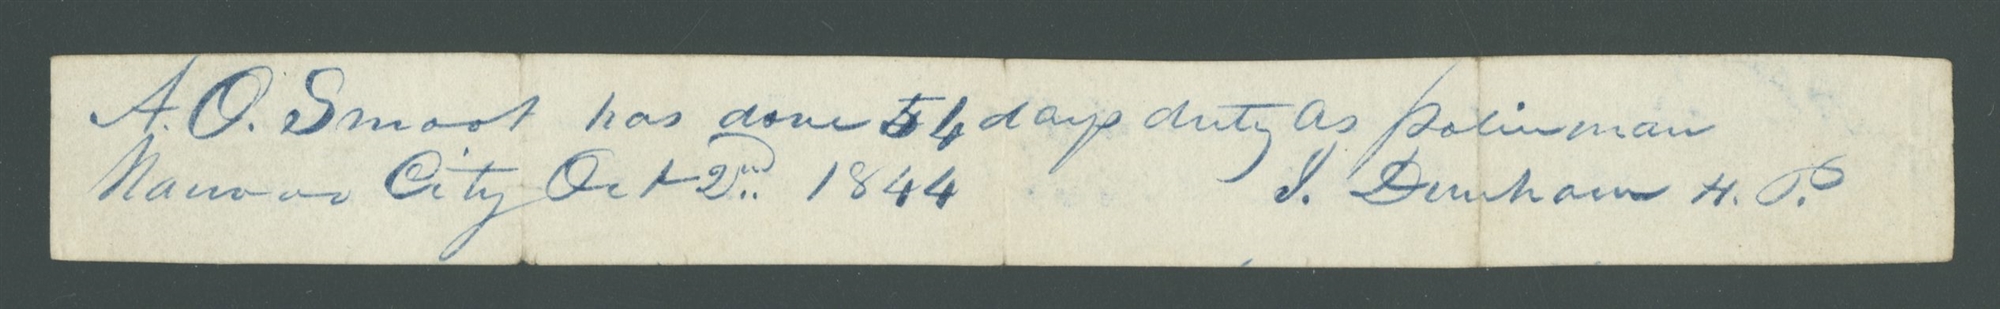 A. O. Smoot has done 54 days duty as policeman
Nauvoo City Oct 2nd. 1844 J. Dunham H. P.